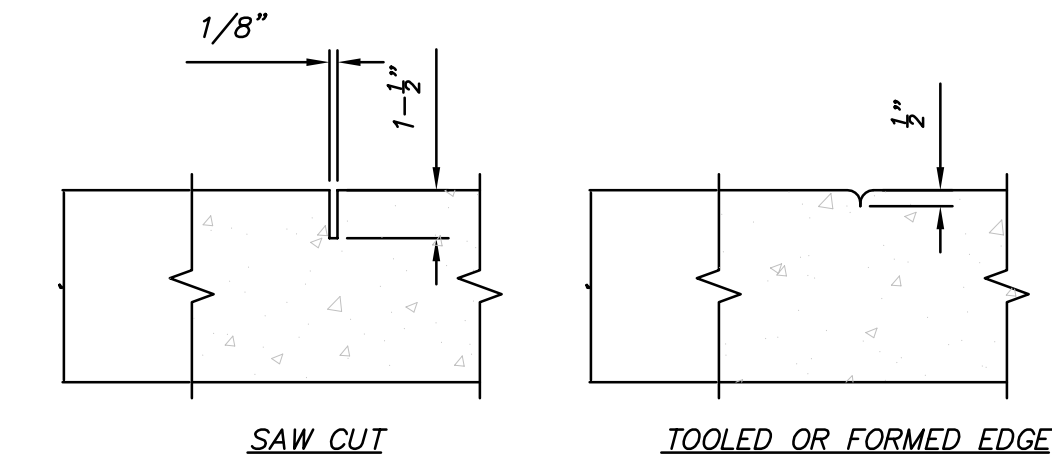 1/8"
1-1/2"
1/2"
SAW CUT
TOOLED OR FORMED EDGE